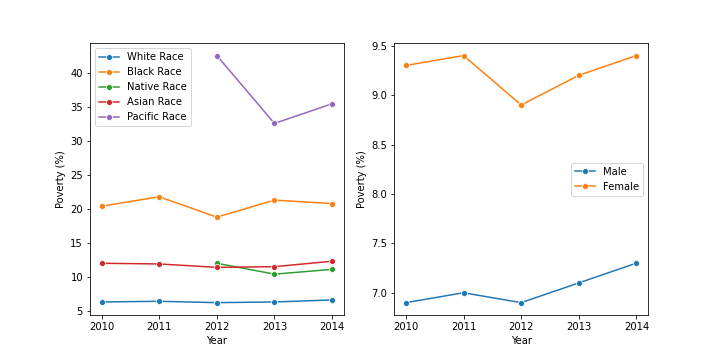 White Race
Black Race
Native Race
Asian Race
Pacific Race
40
35
30
25
20
15
10
5
Poverty (%)
2010 2011 2012 2013 2014
Year
9.5
9.0
8.5
8.0
7.5
7.0
Poverty (%)
Male
Female
2010 2011 2012 2013 2014
Year